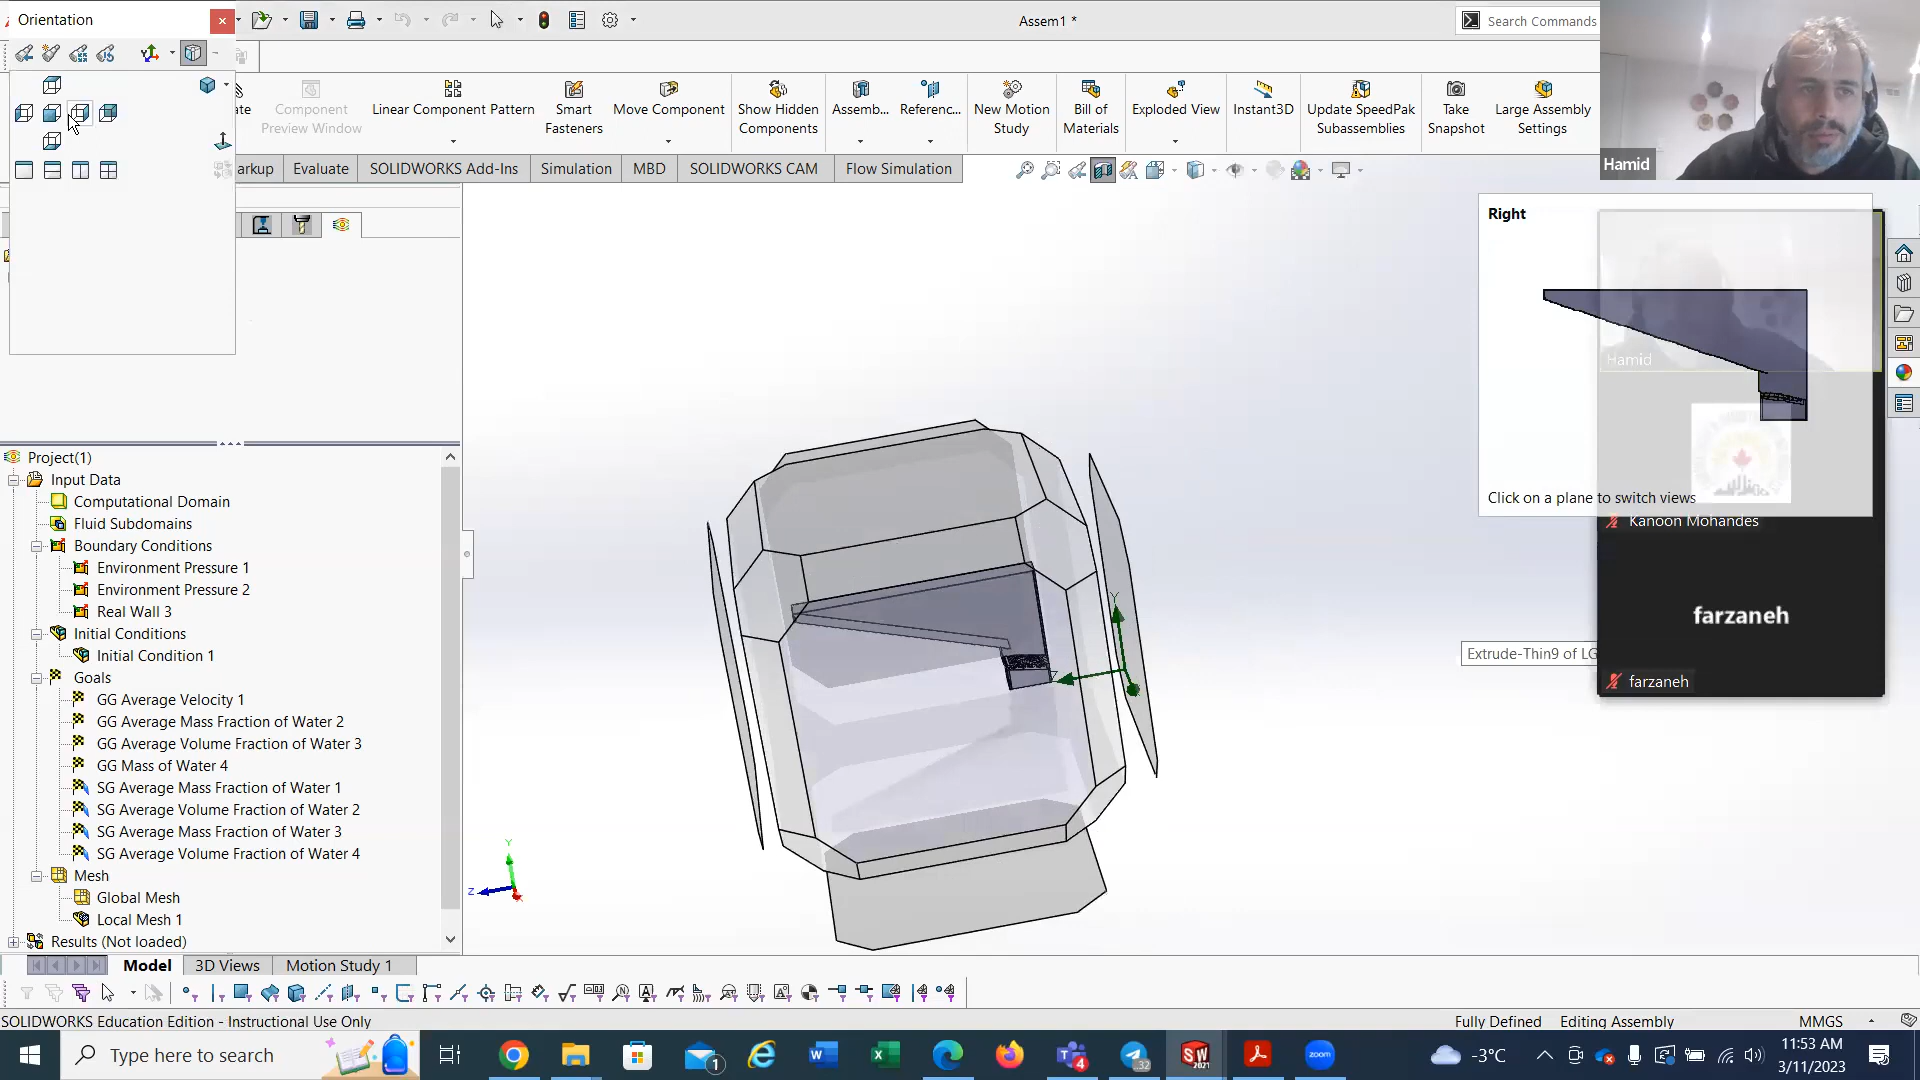 Orientation
Assem1 *
Search Commands
ate
Component
Preview Window
Linear Component Pattern
Smart
Fasteners
Move Component
Show Hidden
Components
Assemb...
Referenc...
New Motion
Study
Bill of
Materials
Exploded View
Instant3D
Update SpeedPak
Subassemblies
Take
Snapshot
Large Assembly
Settings
Hamid
arkup
Evaluate
SOLIDWORKS Add-Ins
Simulation
MBD
SOLIDWORKS CAM
Flow Simulation
Right
Hamid
Click on a plane to switch views
Kanoon Mohandes
farzaneh
Extrude-Thin9 of LG
farzaneh
Project(1)
Input Data
Computational Domain
Fluid Subdomains
Boundary Conditions
Environment Pressure 1
Environment Pressure 2
Real Wall 3
Initial Conditions
Initial Condition 1
Goals
GG Average Velocity 1
GG Average Mass Fraction of Water 2
GG Average Volume Fraction of Water 3
GG Mass of Water 4
SG Average Mass Fraction of Water 1
SG Average Volume Fraction of Water 2
SG Average Mass Fraction of Water 3
SG Average Volume Fraction of Water 4
Mesh
Global Mesh
Local Mesh 1
Results (Not loaded)
Y
Y
Z
Model
3D Views
Motion Study 1
SOLIDWORKS Education Edition - Instructional Use Only
Fully Defined
Editing Assembly
MMGS
Type here to search
1
SW
2021
4
32
zoom
-3°C
11:53 AM
3/11/2023